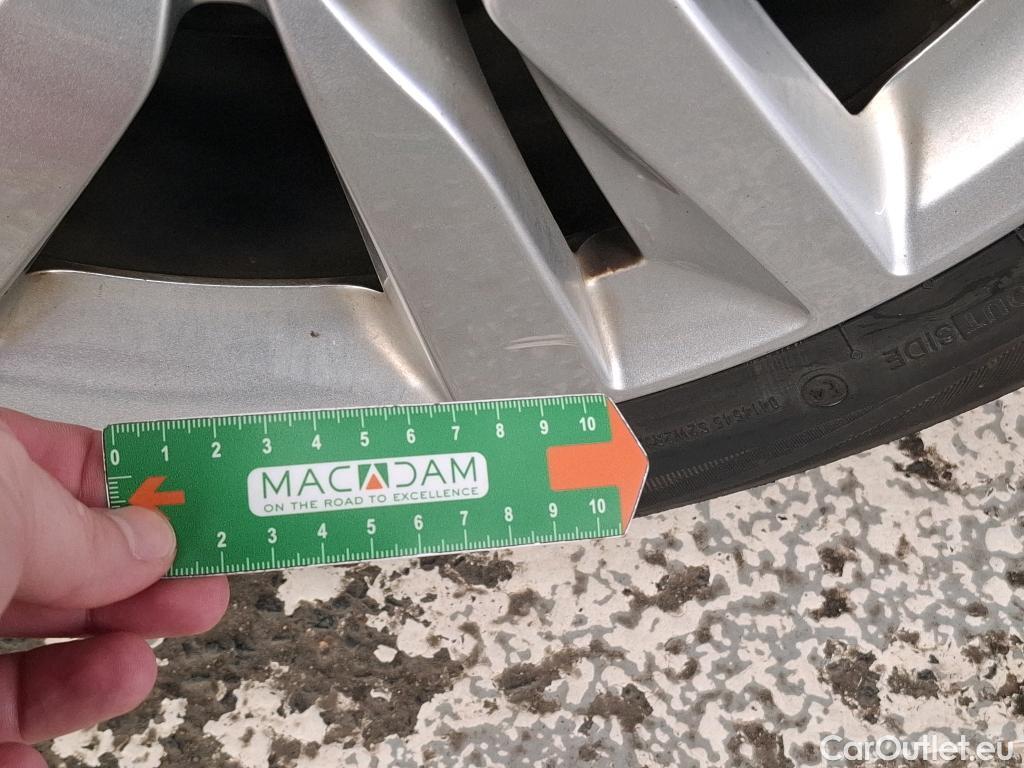 OUTSIDE
0 1 2 3 4 5 6 7 8 9 10
MACADAM
ON THE ROAD TO EXCELLENCE
2 3 4 5 6 7 8 9 10
CarOutlet.eu